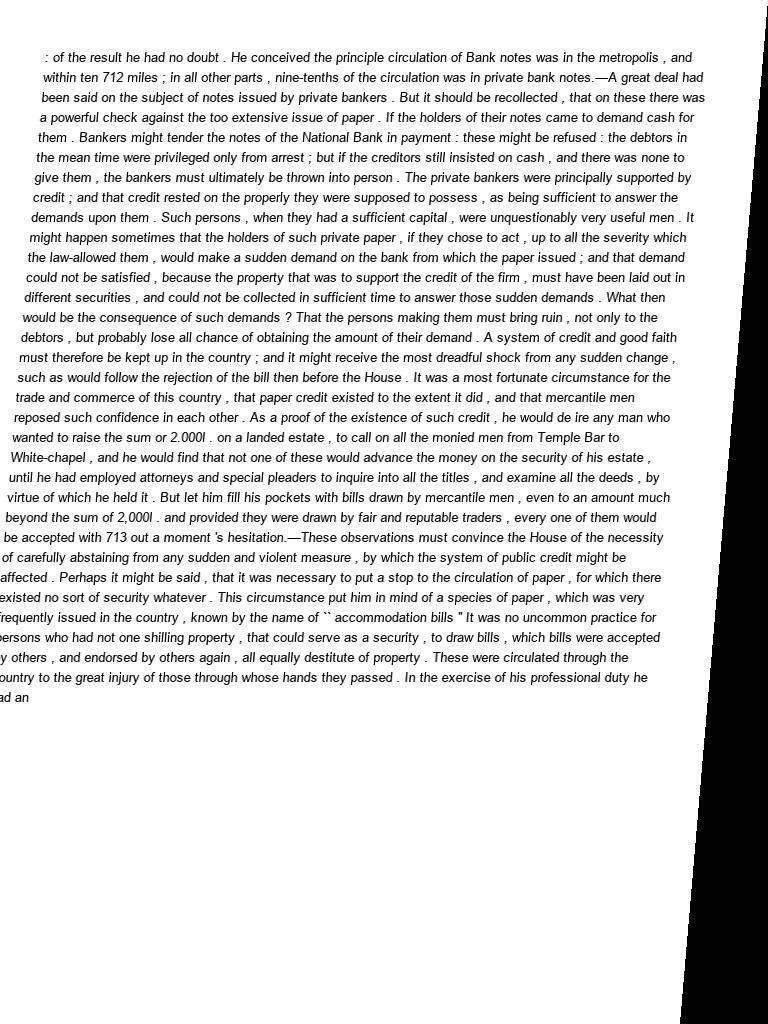 : of the result he had no doubt . He conceived the principle circulation of Bank notes was in the metropolis , and
within ten 712 miles ; in all other parts , nine-tenths of the circulation was in private bank notes.—A great deal had
been said on the subject of notes issued by private bankers . But it should be recollected , that on these there was
a powerful check against the too extensive issue of paper . If the holders of their notes came to demand cash for
them . Bankers might tender the notes of the National Bank in payment : these might be refused : the debtors in
the mean time were privileged only from arrest ; but if the creditors still insisted on cash , and there was none to
give them , the bankers must ultimately be thrown into person . The private bankers were principally supported by
credit ; and that credit rested on the properly they were supposed to possess , as being sufficient to answer the
demands upon them . Such persons , when they had a sufficient capital , were unquestionably very useful men . It
might happen sometimes that the holders of such private paper , if they chose to act , up to all the severity which
the law-allowed them , would make a sudden demand on the bank from which the paper issued ; and that demand
could not be satisfied , because the property that was to support the credit of the firm , must have been laid out in
different securities , and could not be collected in sufficient time to answer those sudden demands . What then
would be the consequence of such demands ? That the persons making them must bring ruin , not only to the
debtors , but probably lose all chance of obtaining the amount of their demand . A system of credit and good faith
must therefore be kept up in the country ; and it might receive the most dreadful shock from any sudden change ,
such as would follow the rejection of the bill then before the House . It was a most fortunate circumstance for the
trade and commerce of this country , that paper credit existed to the extent it did , and that mercantile men
reposed such confidence in each other . As a proof of the existence of such credit , he would de ire any man who
wanted to raise the sum or 2.000l . on a landed estate , to call on all the monied men from Temple Bar to
White-chapel , and he would find that not one of these would advance the money on the security of his estate ,
until he had employed attorneys and special pleaders to inquire into all the titles , and examine all the deeds , by
virtue of which he held it . But let him fill his pockets with bills drawn by mercantile men , even to an amount much
beyond the sum of 2,000l . and provided they were drawn by fair and reputable traders , every one of them would
be accepted with 713 out a moment 's hesitation.—These observations must convince the House of the necessity
of carefully abstaining from any sudden and violent measure , by which the system of public credit might be
affected . Perhaps it might be said , that it was necessary to put a stop to the circulation of paper , for which there
existed no sort of security whatever . This circumstance put him in mind of a species of paper , which was very
frequently issued in the country , known by the name of `` accommodation bills '' It was no uncommon practice for
persons who had not one shilling property , that could serve as a security , to draw bills , which bills were accepted
y others , and endorsed by others again , all equally destitute of property . These were circulated through the
ountry to the great injury of those through whose hands they passed . In the exercise of his professional duty he
ad an